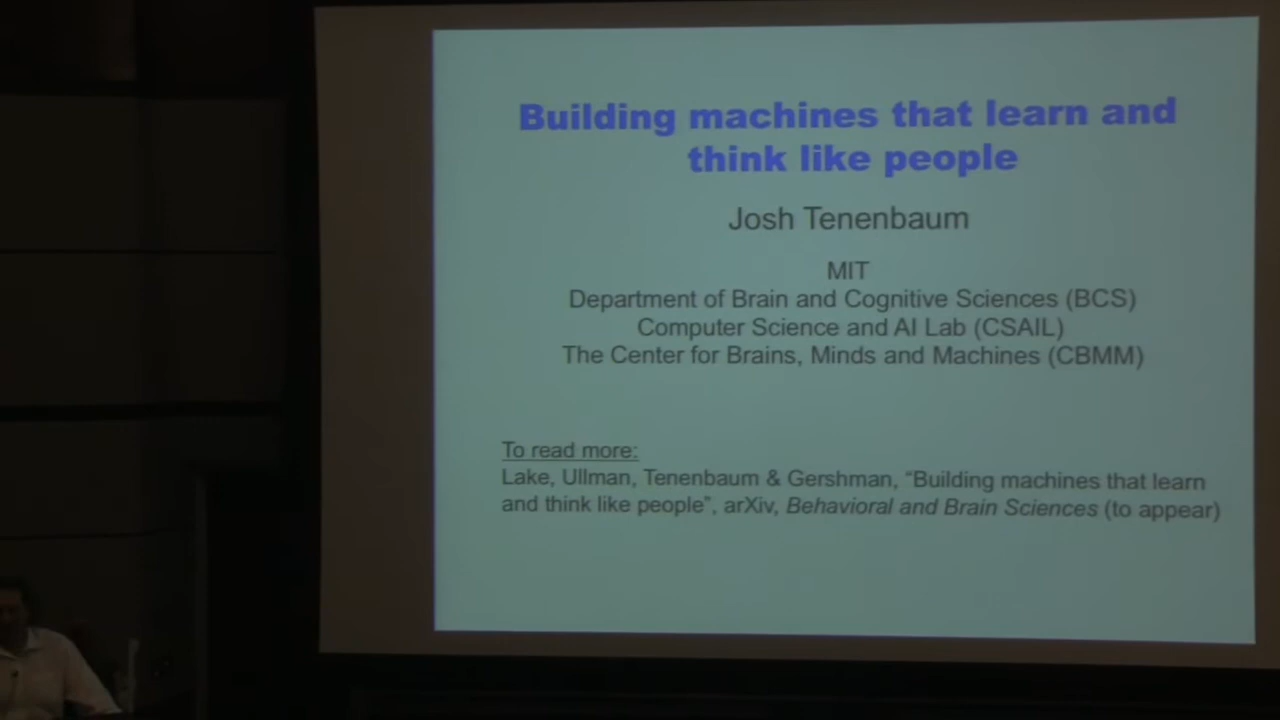 Building machines that learn and
think like people
Josh Tenenbaum
MIT
Department of Brain and Cognitive Sciences (BCS)
Computer Science and AI Lab (CSAIL)
The Center for Brains, Minds and Machines (CBMM)
To read more:
Lake, Ullman, Tenenbaum & Gershman, “Building machines that learn
and think like people”, arXiv, Behavioral and Brain Sciences (to appear)